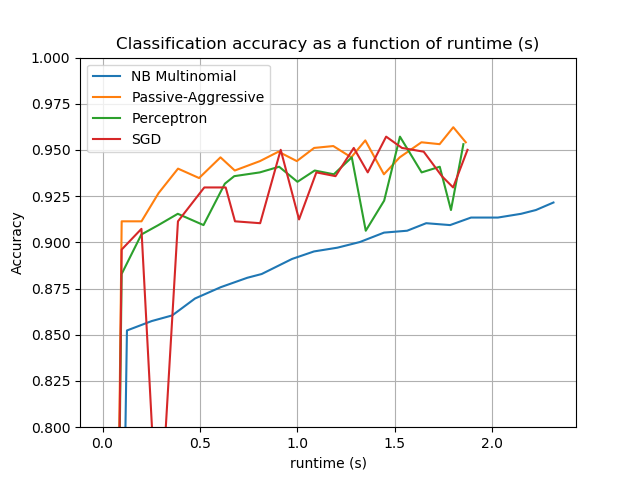 Classification accuracy as a function of runtime (s)
NB Multinomial
Passive-Aggressive
Perceptron
SGD
Accuracy
1.000
0.975
0.950
0.925
0.900
0.875
0.850
0.825
0.800
0.0 0.5 1.0 1.5 2.0
runtime (s)